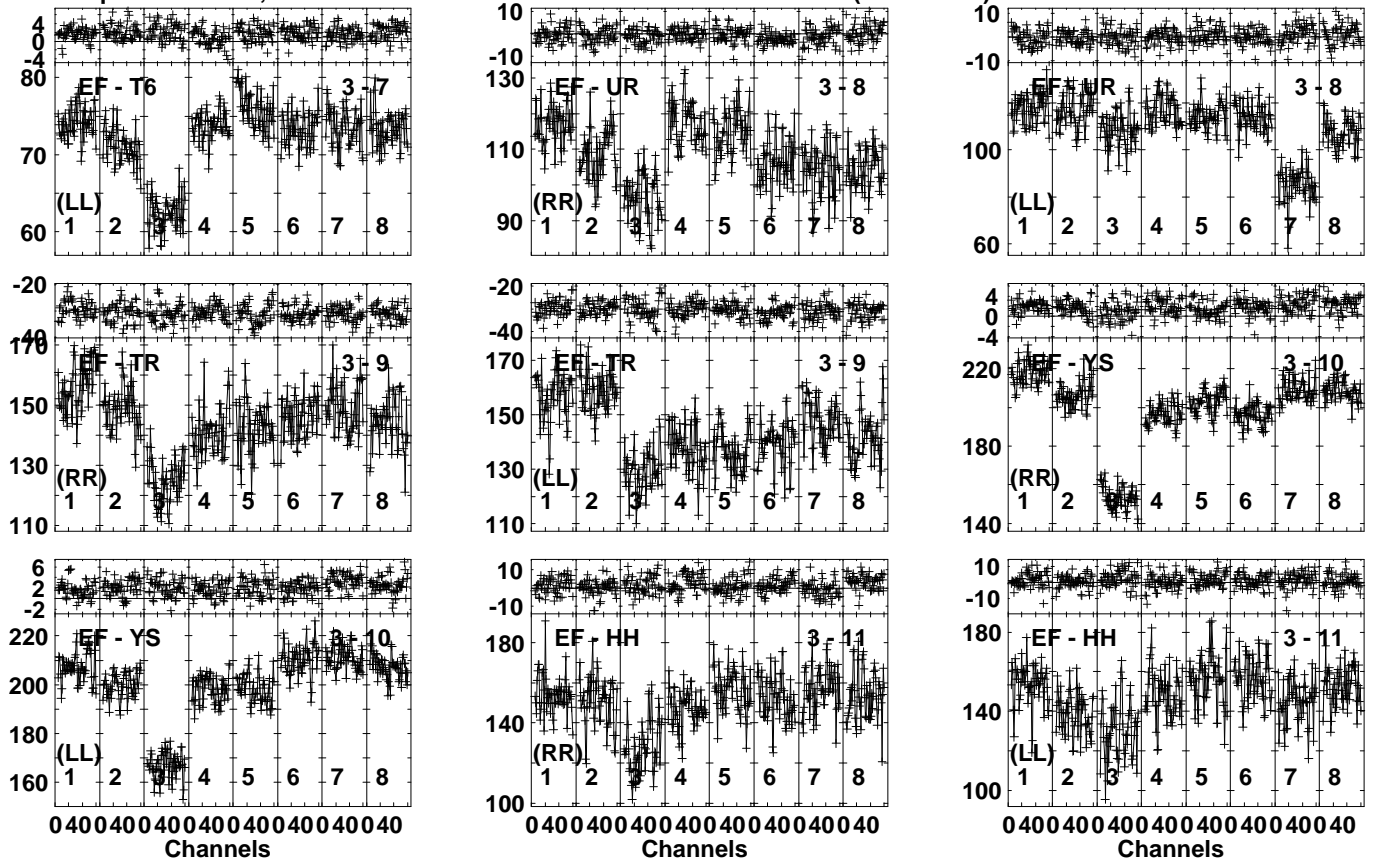 4 0 -4
EF - T6 3 - 7
80 70 60
(LL)
1 2 3 4 5 6 7 8
10 -10
EF - UR 3 - 8
130 110 90
(RR)
1 2 3 4 5 6 7 8
10 -10
EF - UR 3 - 8
100 60
(LL)
1 2 3 4 5 6 7 8
-20 -40
EF - TR 3 - 9
170 150 130 110
(RR)
1 2 3 4 5 6 7 8
-20 -40
EF - TR 3 - 9
170 150 130 110
(LL)
1 2 3 4 5 6 7 8
4 0 -4
EF - YS 3 - 10
220 180 140
(RR)
1 2 4 5 6 7 8
6 2 -2
EF - YS 3 - 10
220 200 180 160
(LL)
1 2 3 4 5 6 7 8
10 -10
EF - HH 3 - 11
180 140 100
(RR)
1 2 3 4 5 6 7 8
10 -10
EF - HH 3 - 11
180 140 100
(LL)
1 2 3 4 5 6 7 8
0 40 0 40 0 40 0 40 0 40 0 40 0 40 0 40
0 40 0 40 0 40 0 40 0 40 0 40 0 40 0 40
0 40 0 40 0 40 0 40 0 40 0 40 0 40 0 40
Channels Channels Channels